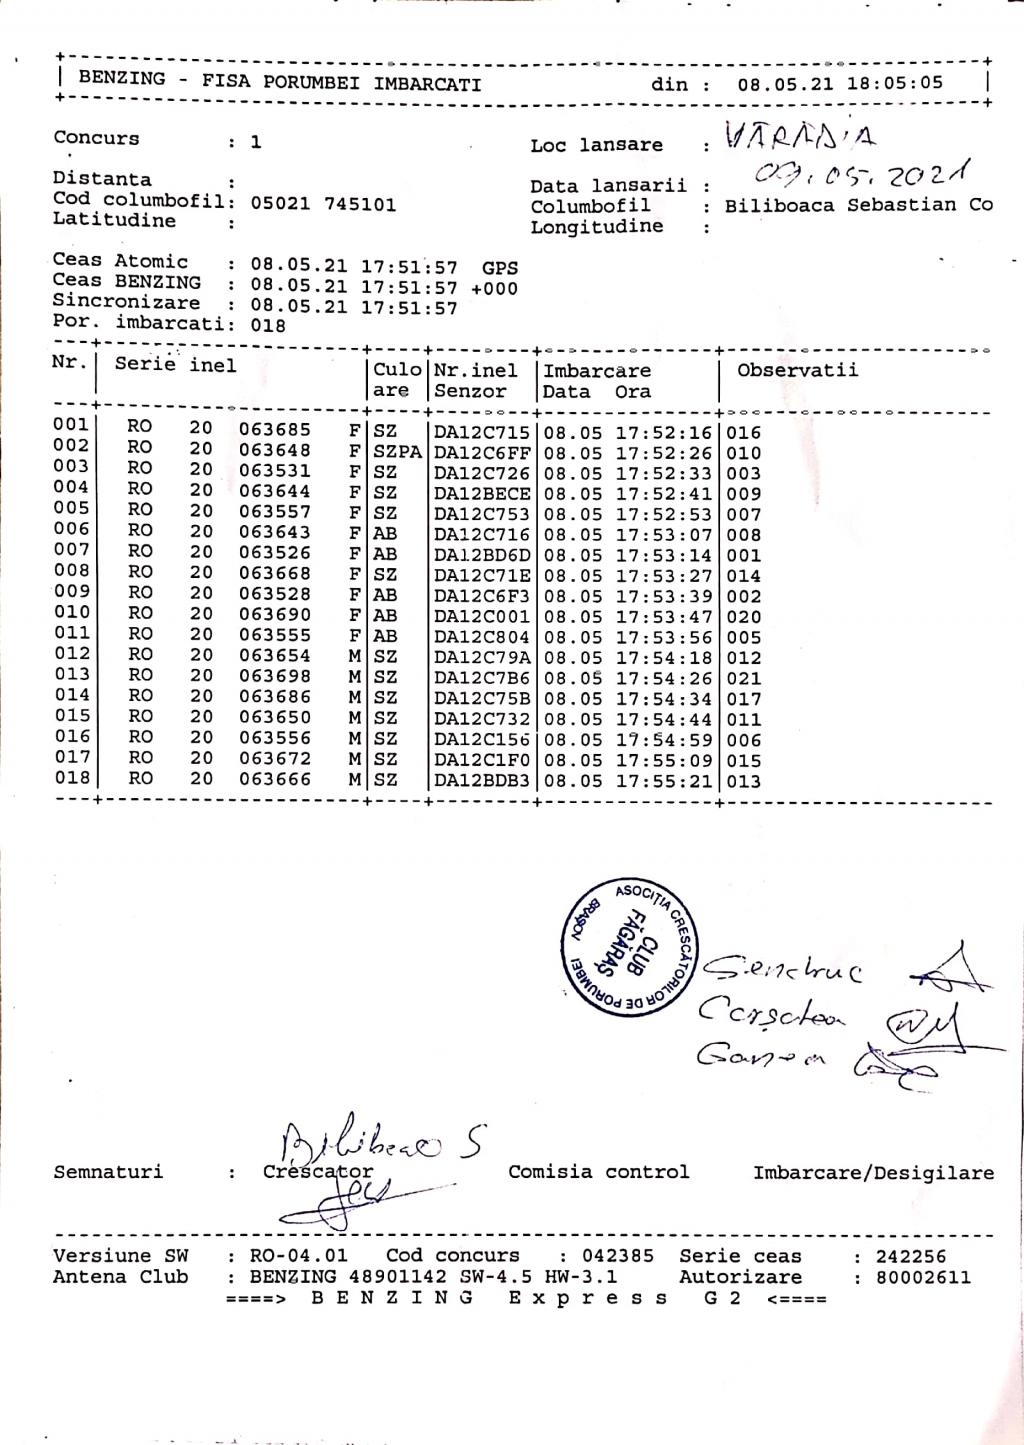 BENZING - FISA PORUMBEI IMBARCATI din : 08.05.21 18:05:05
Concurs : 1 Loc lansare : VĂRĂDIA
Distanta : Data lansarii : 09.05.2021
Cod columbofil: 05021 745101 Columbofil : Biliboaca Sebastian Co
Latitudine : Longitudine :
Ceas Atomic : 08.05.21 17:51:57 GPS
Ceas BENZING : 08.05.21 17:51:57 +000
Sincronizare : 08.05.21 17:51:57
Por. imbarcati: 018
Nr. Serie inel Culo Nr.inel Imbarcare Observatii
are Senzor Data Ora
001 RO 20 063685 F SZ DA12C715 08.05 17:52:16 016
002 RO 20 063648 F SZPA DA12C6FF 08.05 17:52:26 010
003 RO 20 063531 F SZ DA12C726 08.05 17:52:33 003
004 RO 20 063644 F SZ DA12BECE 08.05 17:52:41 009
005 RO 20 063557 F SZ DA12C753 08.05 17:52:53 007
006 RO 20 063643 F AB DA12C716 08.05 17:53:07 008
007 RO 20 063526 F AB DA12BD6D 08.05 17:53:14 001
008 RO 20 063668 F SZ DA12C71E 08.05 17:53:27 014
009 RO 20 063528 F AB DA12C6F3 08.05 17:53:39 002
010 RO 20 063690 F AB DA12C001 08.05 17:53:47 020
011 RO 20 063555 F AB DA12C804 08.05 17:53:56 005
012 RO 20 063654 M SZ DA12C79A 08.05 17:54:18 012
013 RO 20 063698 M SZ DA12C7B6 08.05 17:54:26 021
014 RO 20 063686 M SZ DA12C75B 08.05 17:54:34 017
015 RO 20 063650 M SZ DA12C732 08.05 17:54:44 011
016 RO 20 063556 M SZ DA12C156 08.05 17:54:59 006
017 RO 20 063672 M SZ DA12C1F0 08.05 17:55:09 015
018 RO 20 063666 M SZ DA12BDB3 08.05 17:55:21 013
ASOCIȚIA CRESCĂTORILOR DE PORUMBEI BRAȘOV
CLUB
FĂGĂRAȘ
Semnaturi : Crescator Comisia control Imbarcare/Desigilare
Versiune SW : RO-04.01 Cod concurs : 042385 Serie ceas : 242256
Antena Club : BENZING 48901142 SW-4.5 HW-3.1 Autorizare : 80002611
====> B E N Z I N G E x p r e s s G 2 <====